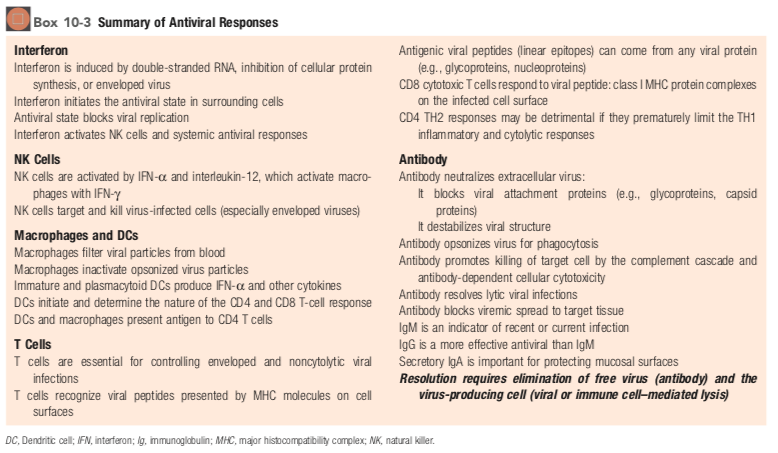 Box 10-3 Summary of Antiviral Responses
Interferon
Interferon is induced by double-stranded RNA, inhibition of cellular protein
synthesis, or enveloped virus
Interferon initiates the antiviral state in surrounding cells
Antiviral state blocks viral replication
Interferon activates NK cells and systemic antiviral responses
NK Cells
NK cells are activated by IFN-α and interleukin-12, which activate macro-
phages with IFN-γ
NK cells target and kill virus-infected cells (especially enveloped viruses)
Macrophages and DCs
Macrophages filter viral particles from blood
Macrophages inactivate opsonized virus particles
Immature and plasmacytoid DCs produce IFN-α and other cytokines
DCs initiate and determine the nature of the CD4 and CD8 T-cell response
DCs and macrophages present antigen to CD4 T cells
T Cells
T cells are essential for controlling enveloped and noncytolytic viral
infections
T cells recognize viral peptides presented by MHC molecules on cell
surfaces
Antigenic viral peptides (linear epitopes) can come from any viral protein
(e.g., glycoproteins, nucleoproteins)
CD8 cytotoxic T cells respond to viral peptide: class I MHC protein complexes
on the infected cell surface
CD4 TH2 responses may be detrimental if they prematurely limit the TH1
inflammatory and cytolytic responses
Antibody
Antibody neutralizes extracellular virus:
It blocks viral attachment proteins (e.g., glycoproteins, capsid
proteins)
It destabilizes viral structure
Antibody opsonizes virus for phagocytosis
Antibody promotes killing of target cell by the complement cascade and
antibody-dependent cellular cytotoxicity
Antibody resolves lytic viral infections
Antibody blocks viremic spread to target tissue
IgM is an indicator of recent or current infection
IgG is a more effective antiviral than IgM
Secretory IgA is important for protecting mucosal surfaces
Resolution requires elimination of free virus (antibody) and the
virus-producing cell (viral or immune cell–mediated lysis)
DC, Dendritic cell; IFN, interferon; Ig, immunoglobulin; MHC, major histocompatibility complex; NK, natural killer.